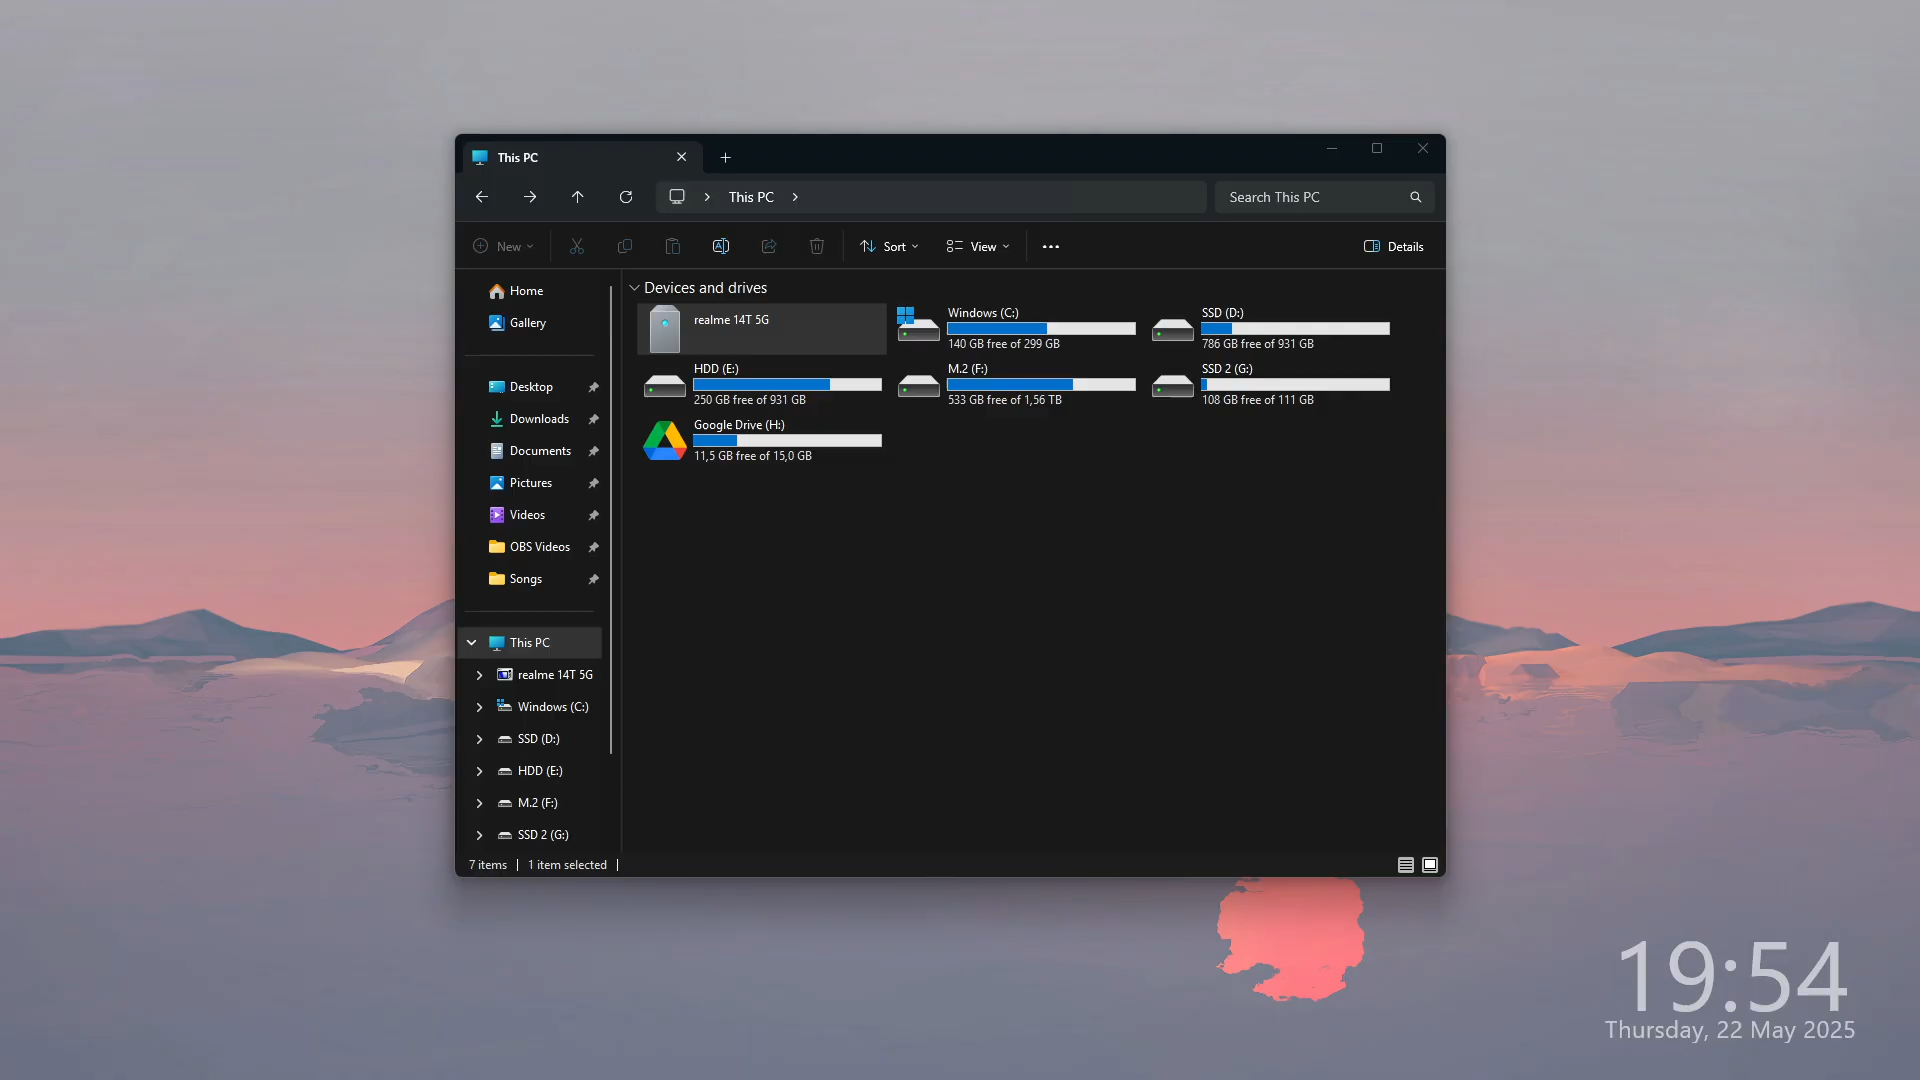 This PC
This PC
Search This PC
New
Sort
View
Details
Home
Gallery
Desktop
Downloads
Documents
Pictures
Videos
OBS Videos
Songs
This PC
realme 14T 5G
Windows (C:)
SSD (D:)
HDD (E:)
M.2 (F:)
SSD 2 (G:)
Devices and drives
realme 14T 5G
Windows (C:)
140 GB free of 299 GB
SSD (D:)
786 GB free of 931 GB
HDD (E:)
250 GB free of 931 GB
M.2 (F:)
533 GB free of 1,56 TB
SSD 2 (G:)
108 GB free of 111 GB
Google Drive (H:)
11,5 GB free of 15,0 GB
7 items
1 item selected
19:54
Thursday, 22 May 2025